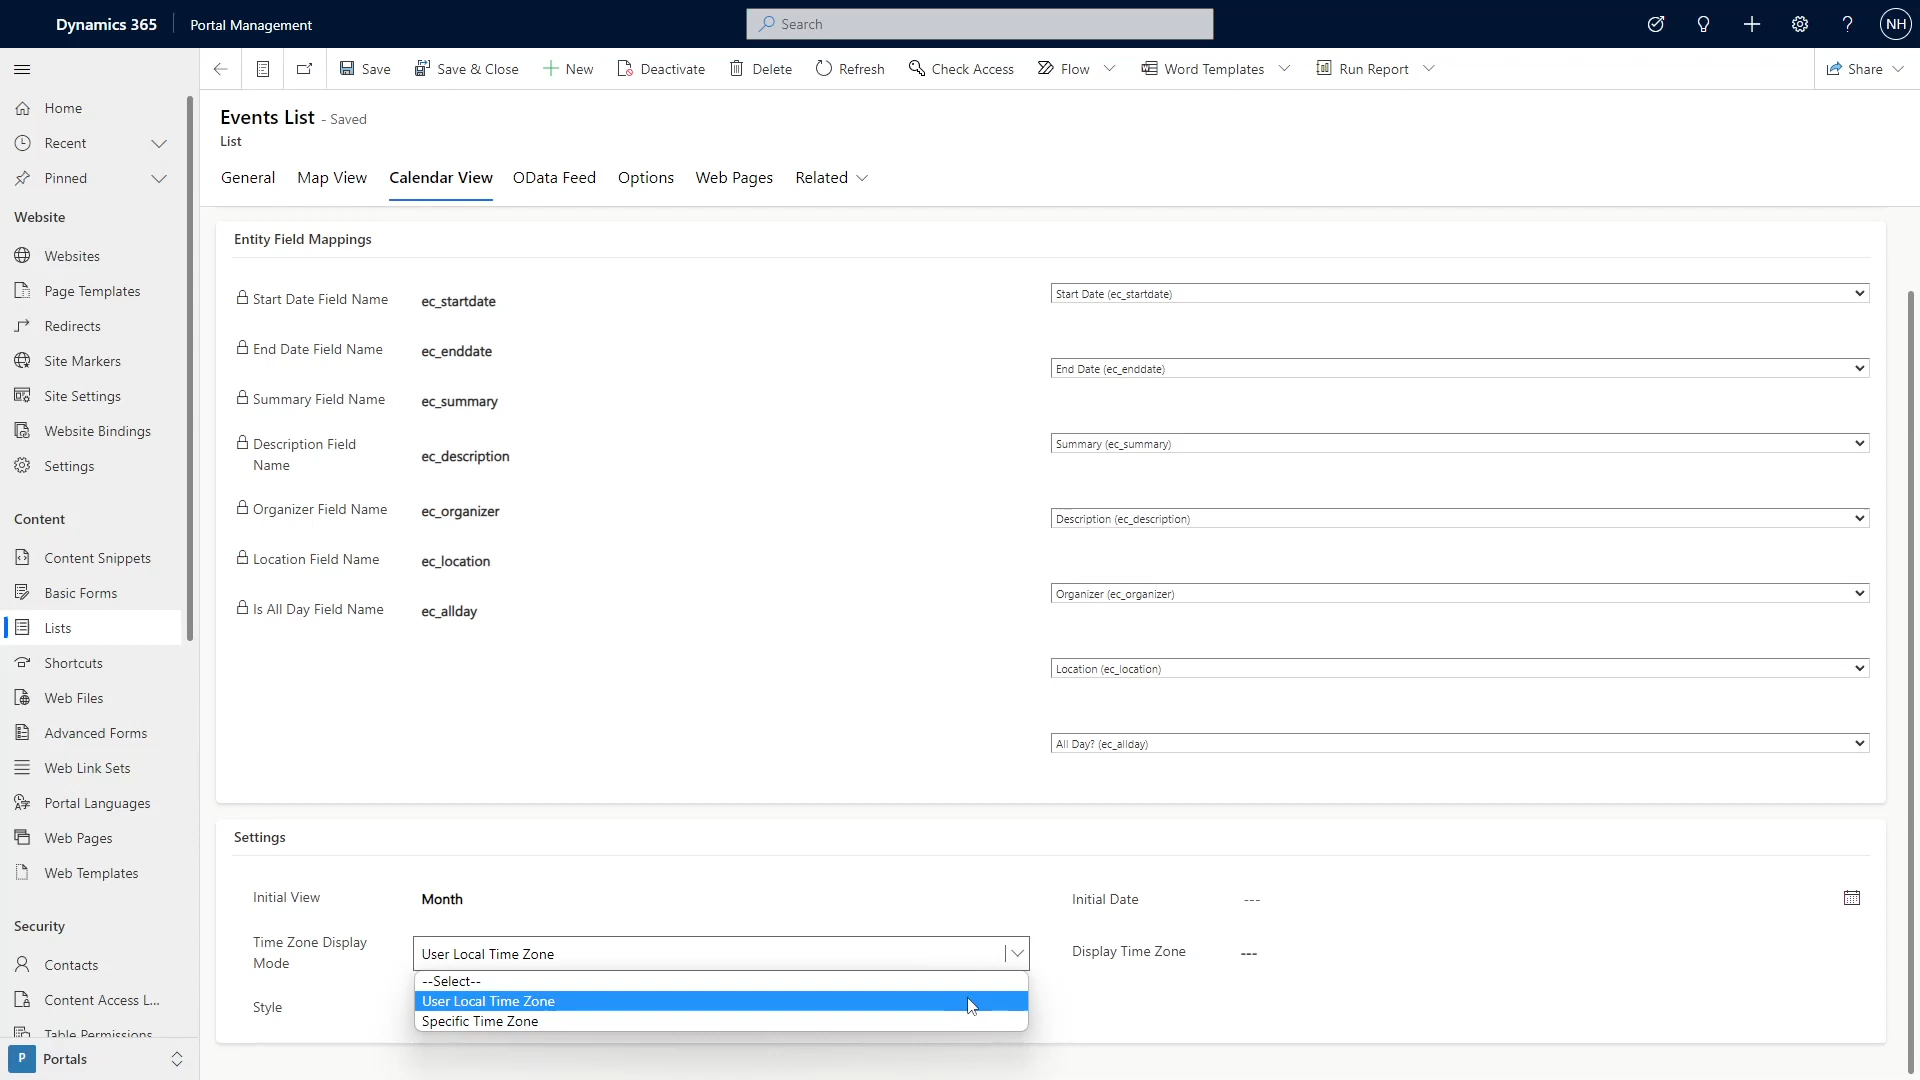 Dynamics 365
Portal Management
Search
NH
Save
Save & Close
New
Deactivate
Delete
Refresh
Check Access
Flow
Word Templates
Run Report
Share
Home
Recent
Pinned
Website
Websites
Page Templates
Redirects
Site Markers
Site Settings
Website Bindings
Settings
Content
Content Snippets
Basic Forms
Lists
Shortcuts
Web Files
Advanced Forms
Web Link Sets
Portal Languages
Web Pages
Web Templates
Security
Contacts
Content Access L...
Table Permissions
P
Portals
Events List - Saved
List
General
Map View
Calendar View
OData Feed
Options
Web Pages
Related
Entity Field Mappings
Start Date Field Name
ec_startdate
End Date Field Name
ec_enddate
Summary Field Name
ec_summary
Description Field
Name
ec_description
Organizer Field Name
ec_organizer
Location Field Name
ec_location
Is All Day Field Name
ec_allday
Start Date (ec_startdate)
End Date (ec_enddate)
Summary (ec_summary)
Description (ec_description)
Organizer (ec_organizer)
Location (ec_location)
All Day? (ec_allday)
Settings
Initial View
Month
Initial Date
---
Time Zone Display
Mode
User Local Time Zone
Display Time Zone
---
--Select--
User Local Time Zone
Specific Time Zone
Style